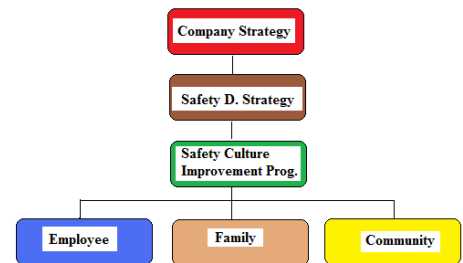 Company Strategy
Safety D. Strategy
Safety Culture
Improvement Prog.
Employee
Family
Community